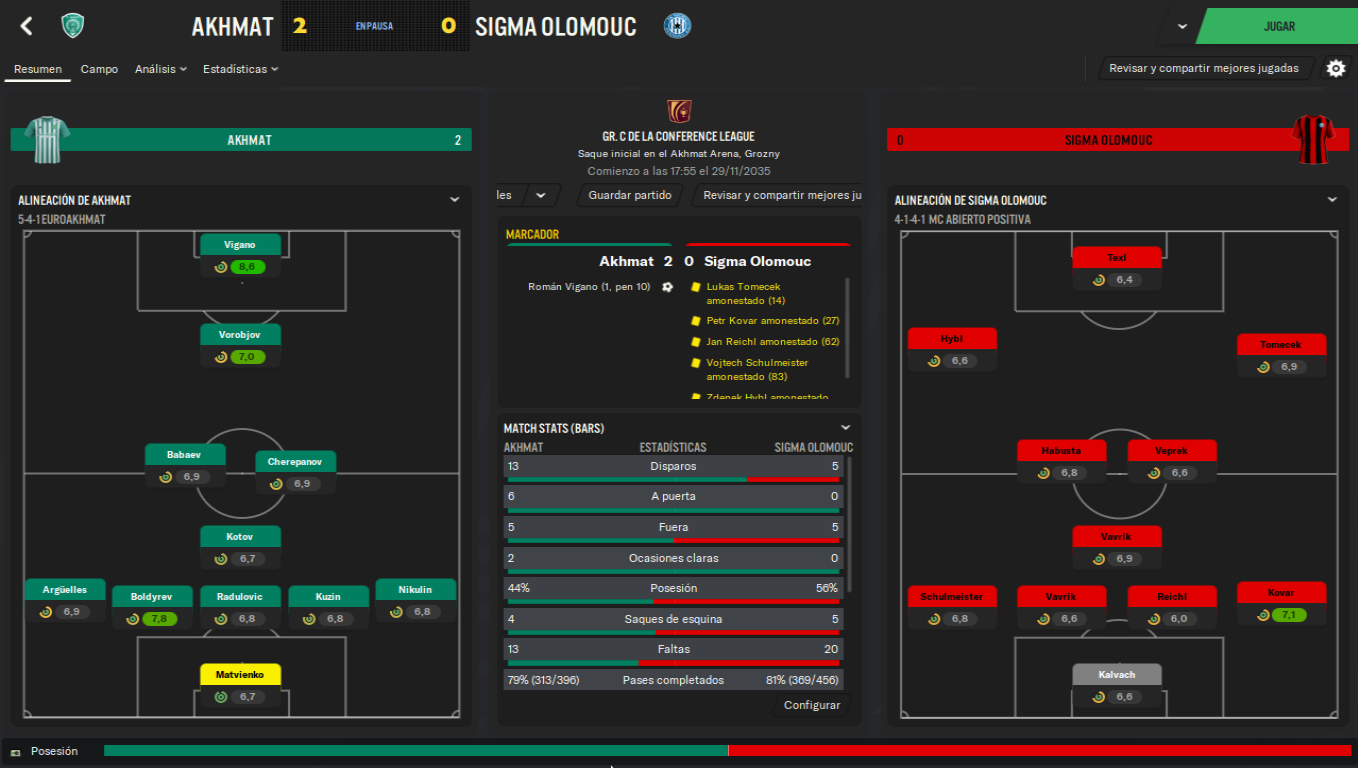 AKHMAT 2 EN PAUSA 0 SIGMA OLOMOUC
JUGAR
Resumen Campo Análisis Estadísticas
Revisar y compartir mejores jugadas
AKHMAT 2
GR. C DE LA CONFERENCE LEAGUE
Saque inicial en el Akhmat Arena, Grozny
Comienzo a las 17:55 el 29/11/2035
les Guardar partido Revisar y compartir mejores ju
0 SIGMA OLOMOUC
ALINEACIÓN DE AKHMAT
5-4-1 EUROAKHMAT
Vigano
8,6
Vorobjov
7,0
Babaev
6,9
Cherepanov
6,9
Kotov
6,7
Argüelles
6,9
Boldyrev
7,8
Radulovic
6,8
Kuzin
6,8
Nikulin
6,8
Matvienko
6,7
MARCADOR
Akhmat 2 0 Sigma Olomouc
Román Vigano (1, pen 10)
Lukas Tomecek
amonestado (14)
Petr Kovar amonestado (27)
Jan Reichl amonestado (62)
Vojtech Schulmeister
amonestado (83)
Zdenek Hybl amonestado
MATCH STATS (BARS)
AKHMAT ESTADÍSTICAS SIGMA OLOMOUC
13 Disparos 5
6 A puerta 0
5 Fuera 5
2 Ocasiones claras 0
44% Posesión 56%
4 Saques de esquina 5
13 Faltas 20
79% (313/396) Pases completados 81% (369/456)
Configurar
ALINEACIÓN DE SIGMA OLOMOUC
4-1-4-1 MC ABIERTO POSITIVA
Texl
6,4
Hybl
6,6
Tomecek
6,9
Habusta
6,8
Veprek
6,6
Vavrik
6,9
Schulmeister
6,8
Vavrik
6,6
Reichl
6,0
Kovar
7,1
Kalvach
6,6
Posesión